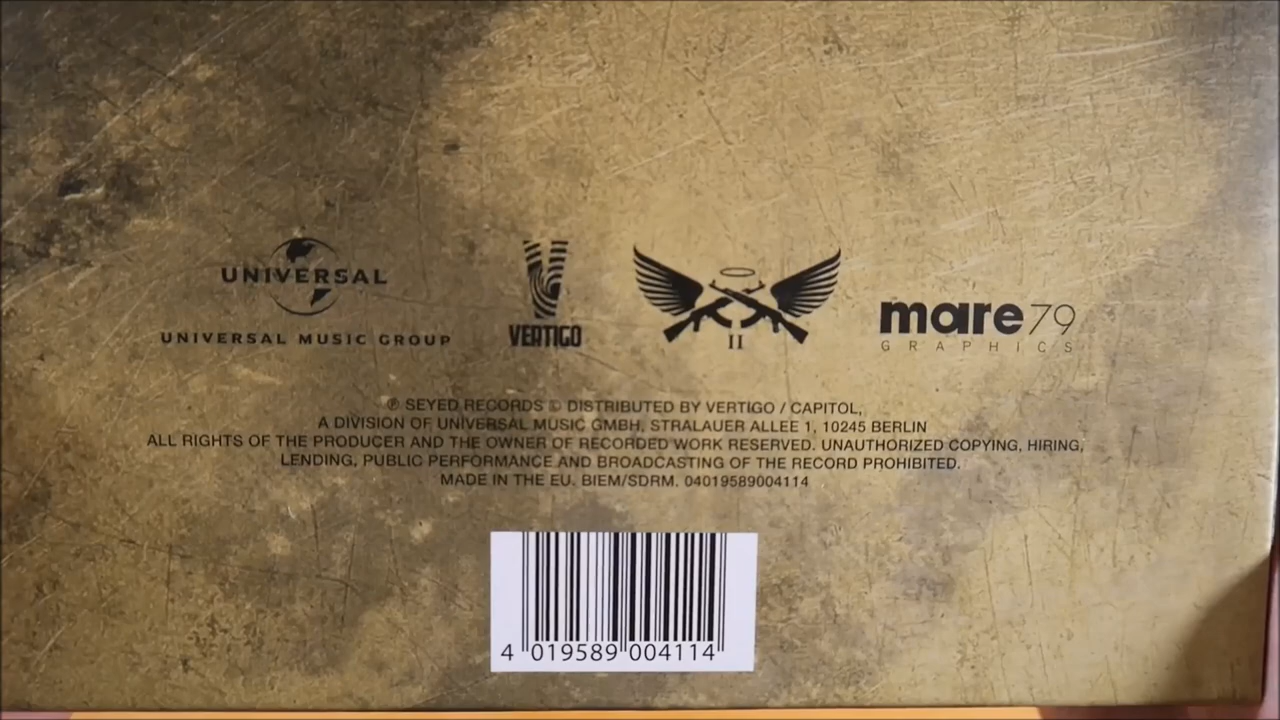 UNIVERSAL
UNIVERSAL MUSIC GROUP
VERTIGO
II
mare79
GRAPHICS
℗ SEYED RECORDS © DISTRIBUTED BY VERTIGO / CAPITOL,
A DIVISION OF UNIVERSAL MUSIC GMBH, STRALAUER ALLEE 1, 10245 BERLIN
ALL RIGHTS OF THE PRODUCER AND THE OWNER OF RECORDED WORK RESERVED. UNAUTHORIZED COPYING, HIRING,
LENDING, PUBLIC PERFORMANCE AND BROADCASTING OF THE RECORD PROHIBITED.
MADE IN THE EU. BIEM/SDRM. 04019589004114
4 019589 004114